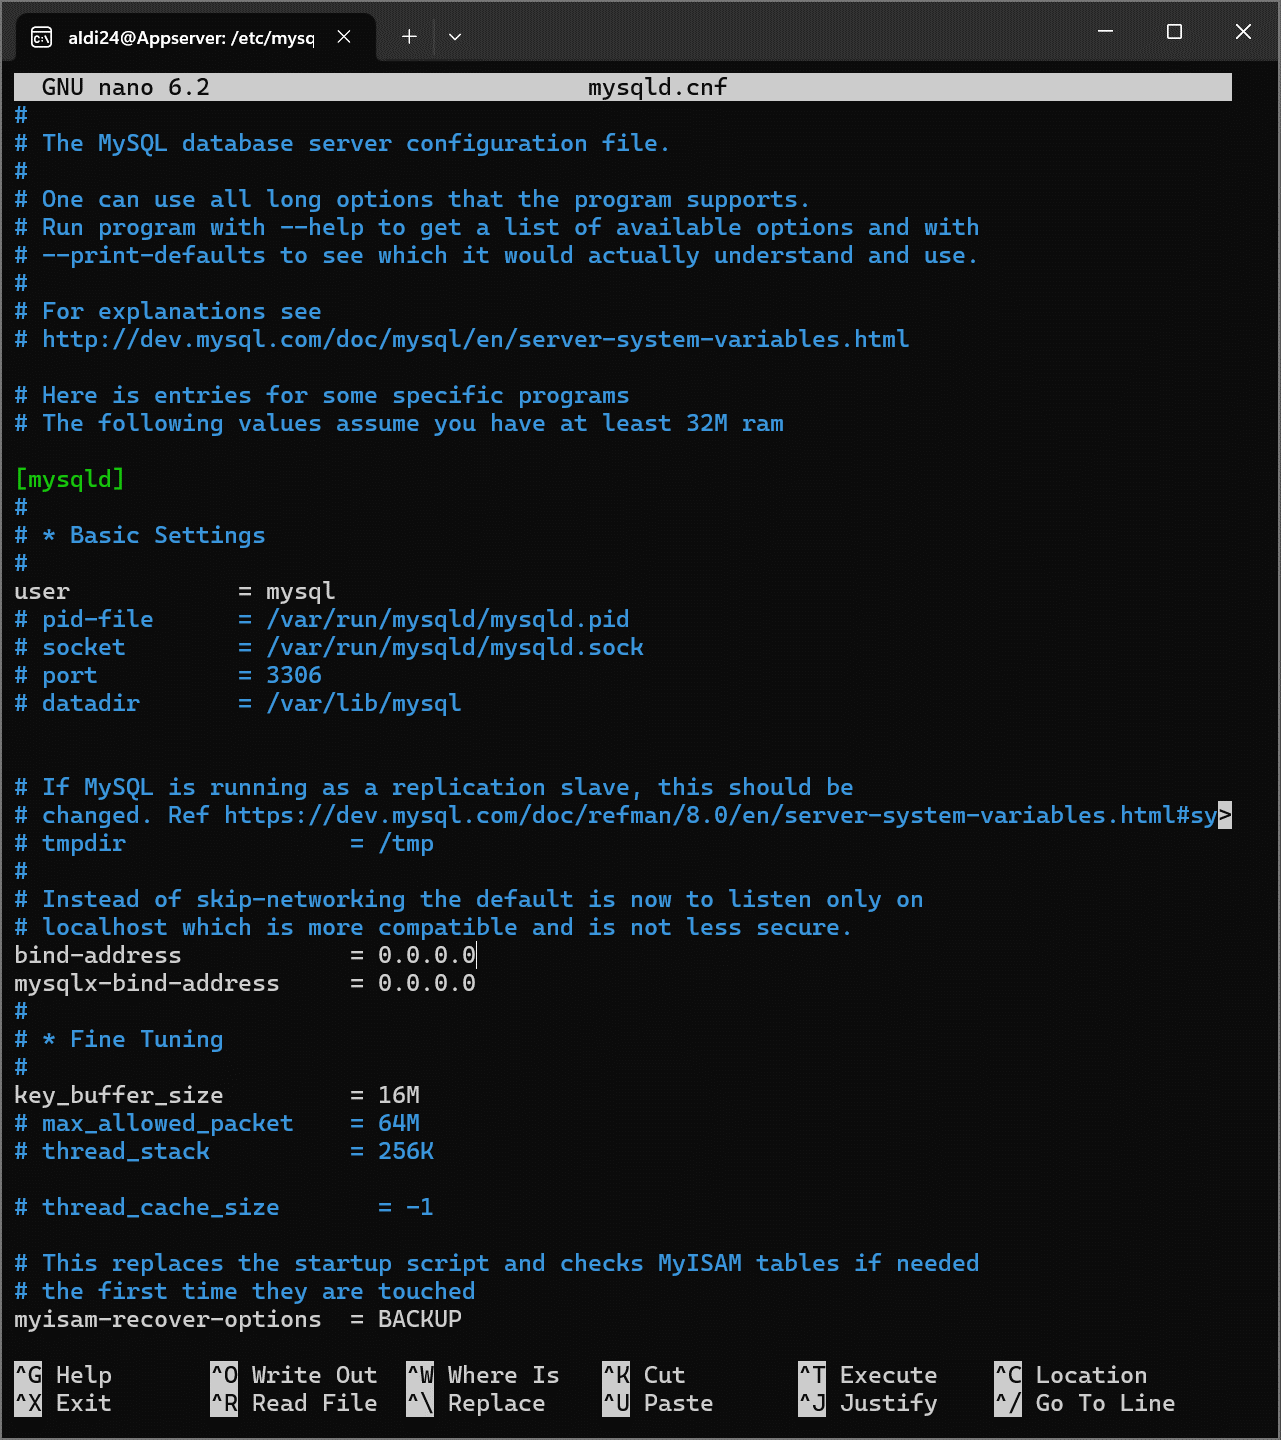 aldi24@Appserver: /etc/mysq
GNU nano 6.2 mysqld.cnf
#
# The MySQL database server configuration file.
#
# One can use all long options that the program supports.
# Run program with --help to get a list of available options and with
# --print-defaults to see which it would actually understand and use.
#
# For explanations see
# http://dev.mysql.com/doc/mysql/en/server-system-variables.html
# Here is entries for some specific programs
# The following values assume you have at least 32M ram
[mysqld]
#
# * Basic Settings
#
user = mysql
# pid-file = /var/run/mysqld/mysqld.pid
# socket = /var/run/mysqld/mysqld.sock
# port = 3306
# datadir = /var/lib/mysql
# If MySQL is running as a replication slave, this should be
# changed. Ref https://dev.mysql.com/doc/refman/8.0/en/server-system-variables.html#sy>
# tmpdir = /tmp
#
# Instead of skip-networking the default is now to listen only on
# localhost which is more compatible and is not less secure.
bind-address = 0.0.0.0
mysqlx-bind-address = 0.0.0.0
#
# * Fine Tuning
#
key_buffer_size = 16M
# max_allowed_packet = 64M
# thread_stack = 256K
# thread_cache_size = -1
# This replaces the startup script and checks MyISAM tables if needed
# the first time they are touched
myisam-recover-options = BACKUP
^G Help ^O Write Out ^W Where Is ^K Cut ^T Execute ^C Location
^X Exit ^R Read File ^\ Replace ^U Paste ^J Justify ^/ Go To Line